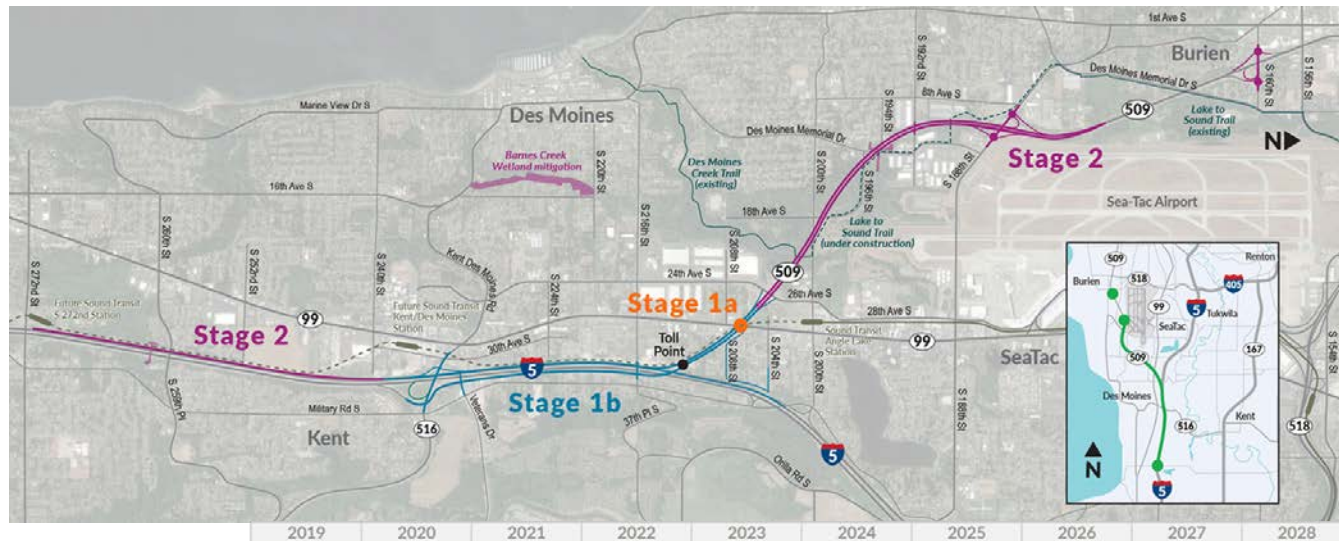 1st Ave S
Burien
S 192nd St
S 160th St
S 156th St
Des Moines Memorial Dr S
8th Ave S
Marine View Dr S
Des Moines
S 194th St
509
Lake to
Sound Trail
(existing)
N
Des Moines Memorial Dr
Stage 2
Barnes Creek
Wetland mitigation
S 220th St
Des Moines
Creek Trail
(existing)
S 200th St
S 196th St
S 188th St
16th Ave S
S 216th St
18th Ave S
Sea-Tac Airport
Lake to
Sound Trail
(under construction)
S 260th St
S 252nd St
S 240th St
Kent Des Moines Rd
S 208th St
S 272nd St
24th Ave S
509
26th Ave S
S 224th St
Future Sound Transit
S 272nd Station
Future Sound Transit
Kent/Des Moines
Station
Stage 1a
28th Ave S
99
Stage 2
30th Ave S
Toll
Point
Sound Transit
Angle Lake
Station
99
SeaTac
S 154th St
5
S 208th St
S 204th St
S 200th St
S 188th St
S 259th Pl
Military Rd S
516
Veterans Dr
Stage 1b
37th Pl S
Kent
5
Orilla Rd S
518
509
Renton
Burien
518
405
99
5
Tukwila
SeaTac
509
167
Des Moines
516
Kent
N
5
2019 2020 2021 2022 2023 2024 2025 2026 2027 2028